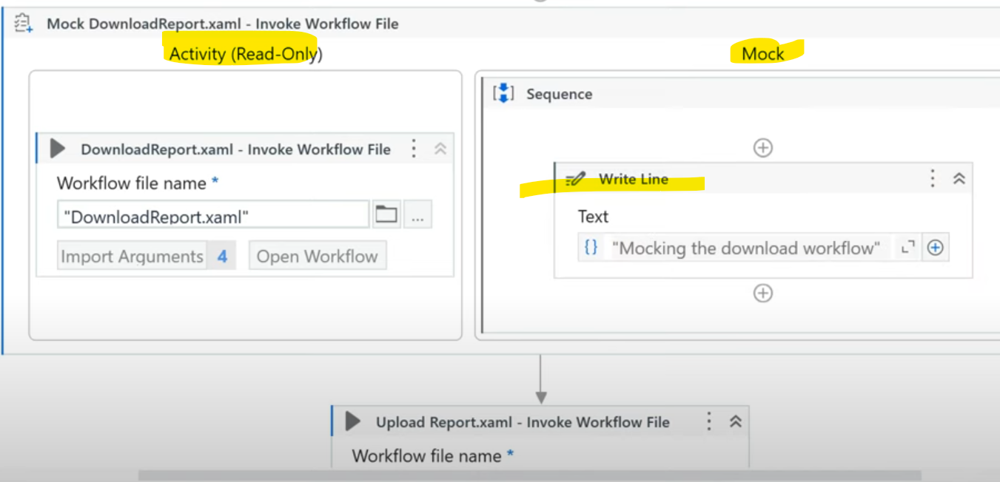 Mock DownloadReport.xaml - Invoke Workflow File
Activity (Read-Only)
Mock
Sequence
DownloadReport.xaml - Invoke Workflow File
Workflow file name *
"DownloadReport.xaml"
...
Import Arguments 4
Open Workflow
Write Line
Text
{} "Mocking the download workflow"
Upload Report.xaml - Invoke Workflow File
Workflow file name *